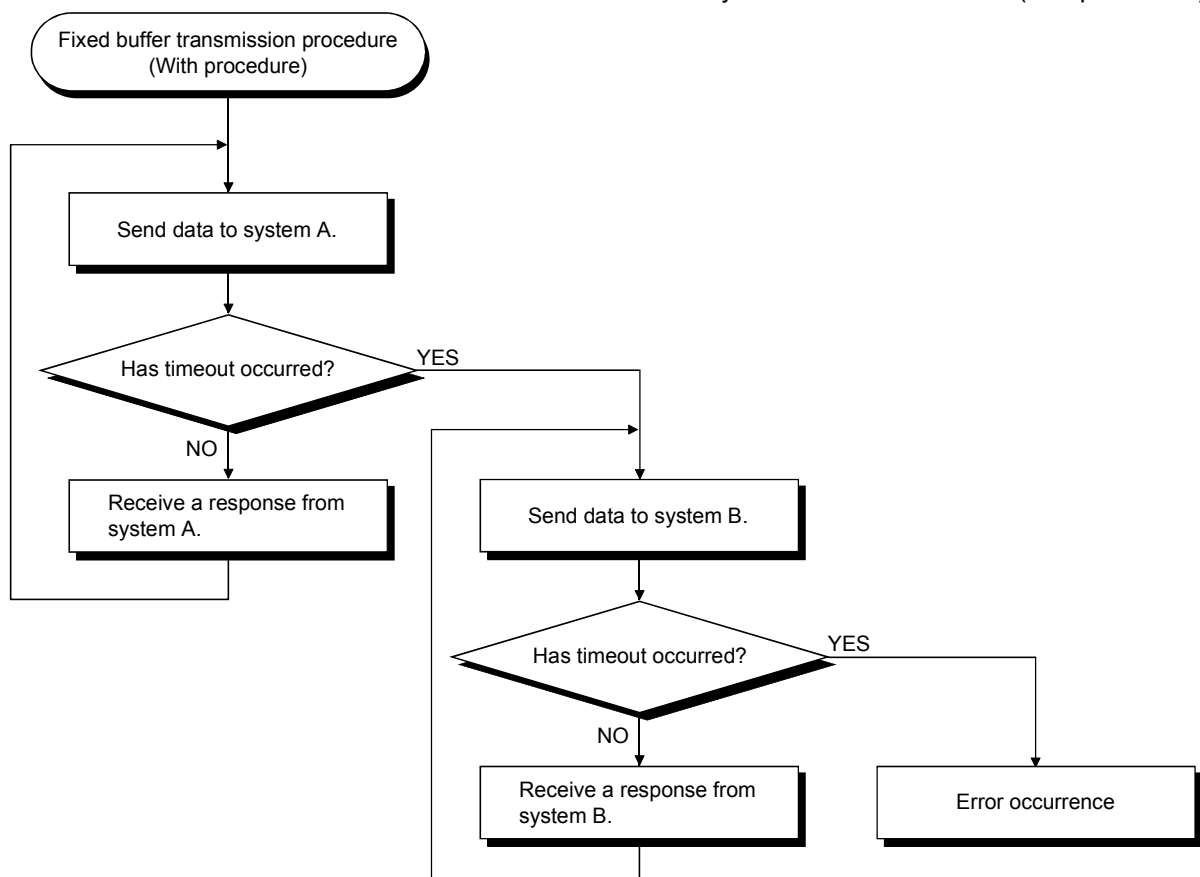 Fixed buffer transmission procedure
(With procedure)
Send data to system A.
Has timeout occurred?
YES
NO
Receive a response from
system A.
Send data to system B.
Has timeout occurred?
YES
NO
Receive a response from
system B.
Error occurrence